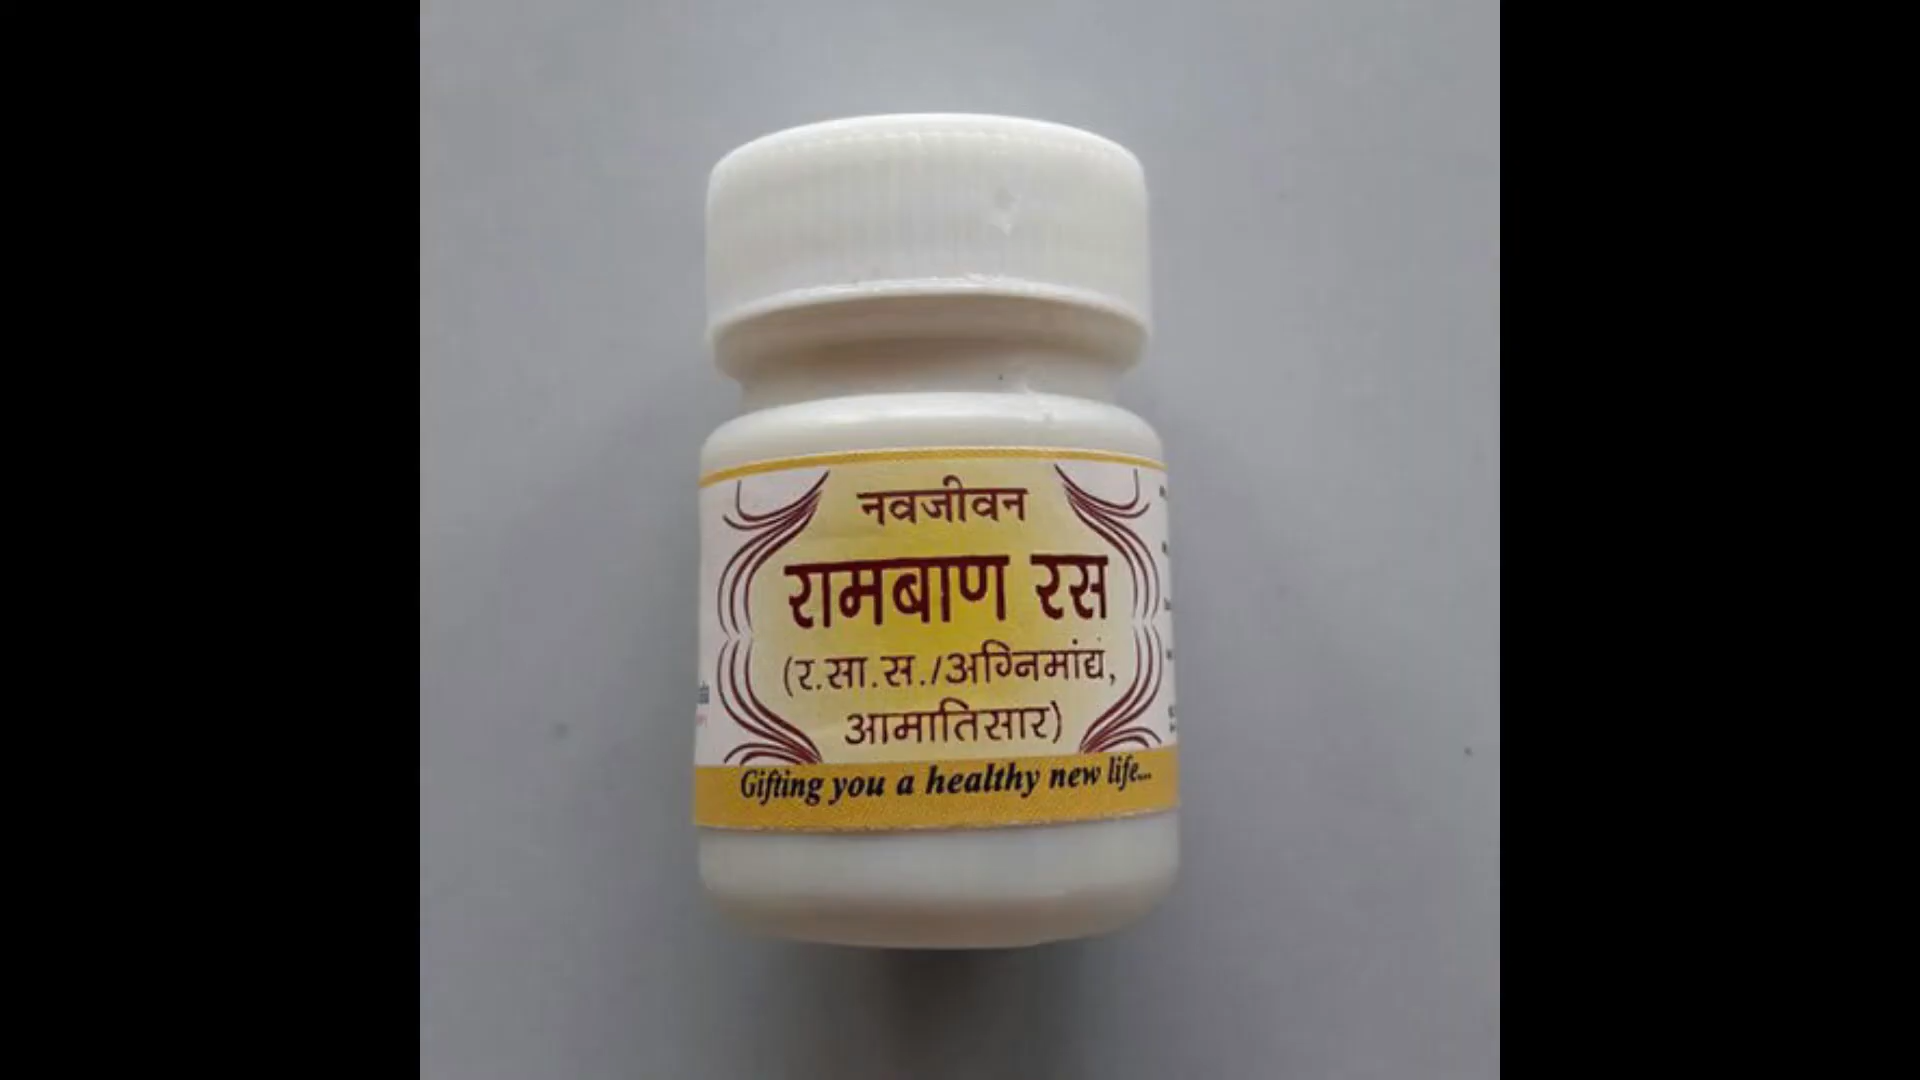 नवजीवन
रामबाण रस
(र.सा.स./अग्निमांद्य,
आमातिसार)
Gifting you a healthy new life...